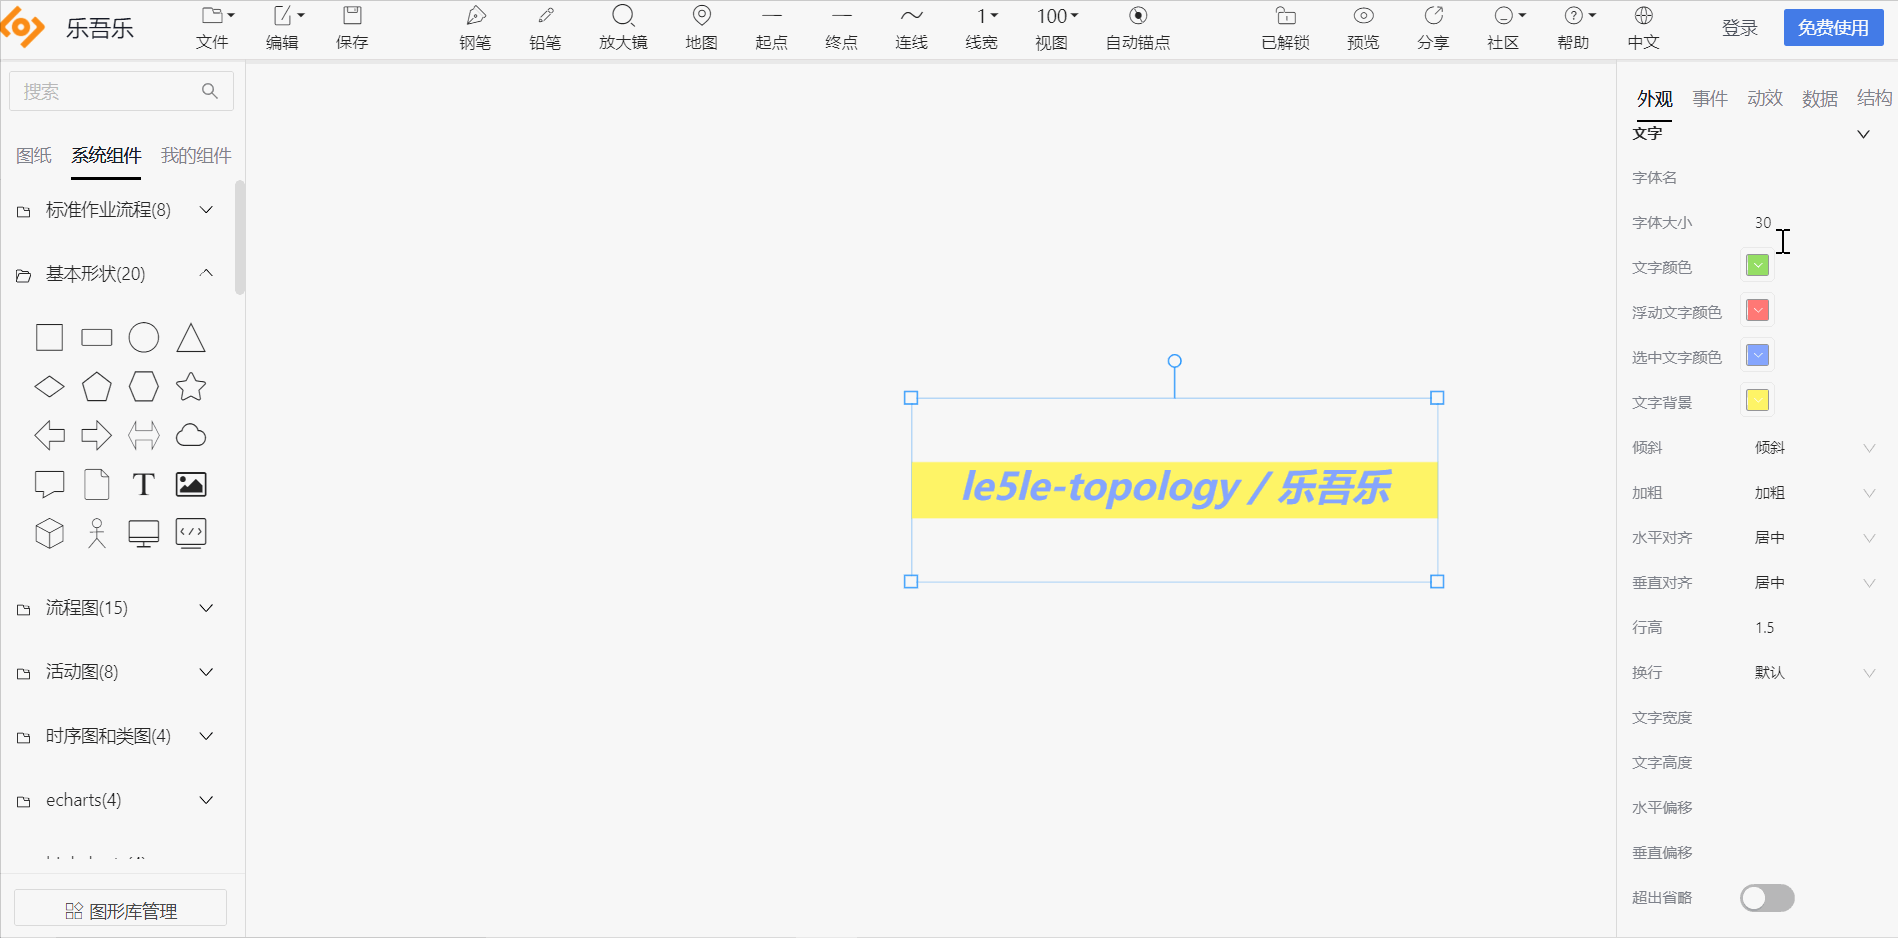 乐吾乐
文件
编辑
保存
钢笔
铅笔
放大镜
地图
起点
终点
连线
1
线宽
100
视图
自动锚点
已解锁
预览
分享
社区
帮助
中文
登录
免费使用
搜索
图纸 系统组件 我的组件
标准作业流程(8)
基本形状(20)
T
流程图(15)
活动图(8)
时序图和类图(4)
echarts(4)
图形库管理
le5le-topology / 乐吾乐
外观 事件 动效 数据 结构
文字
字体名
字体大小 30
文字颜色
浮动文字颜色
选中文字颜色
文字背景
倾斜 倾斜
加粗 加粗
水平对齐 居中
垂直对齐 居中
行高 1.5
换行 默认
文字宽度
文字高度
水平偏移
垂直偏移
超出省略